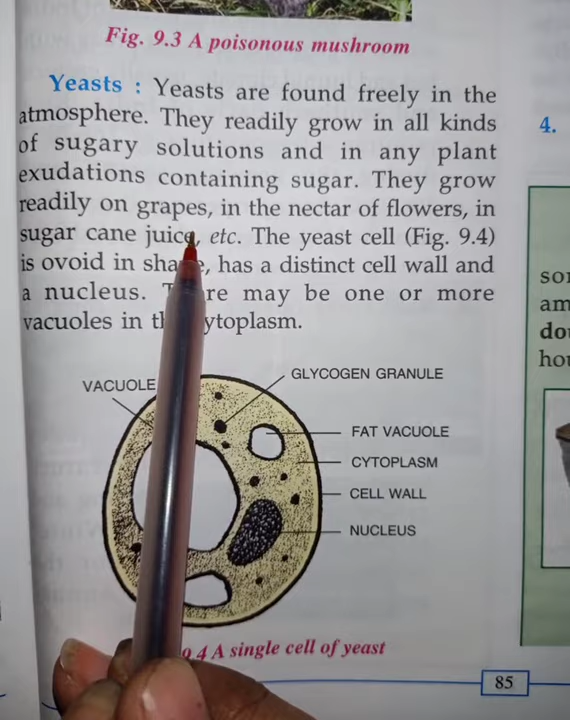 Fig. 9.3 A poisonous mushroom
Yeasts : Yeasts are found freely in the
atmosphere. They readily grow in all kinds
of sugary solutions and in any plant
exudations containing sugar. They grow
readily on grapes, in the nectar of flowers, in
sugar cane juice, etc. The yeast cell (Fig. 9.4)
is ovoid in , has a distinct cell wall and
a nucleus. may be one or more
vacuoles in
VACUOLE
GLYCOGEN GRANULE
FAT VACUOLE
CYTOPLASM
CELL WALL
NUCLEUS
9.4 A single cell of yeast
85
4.